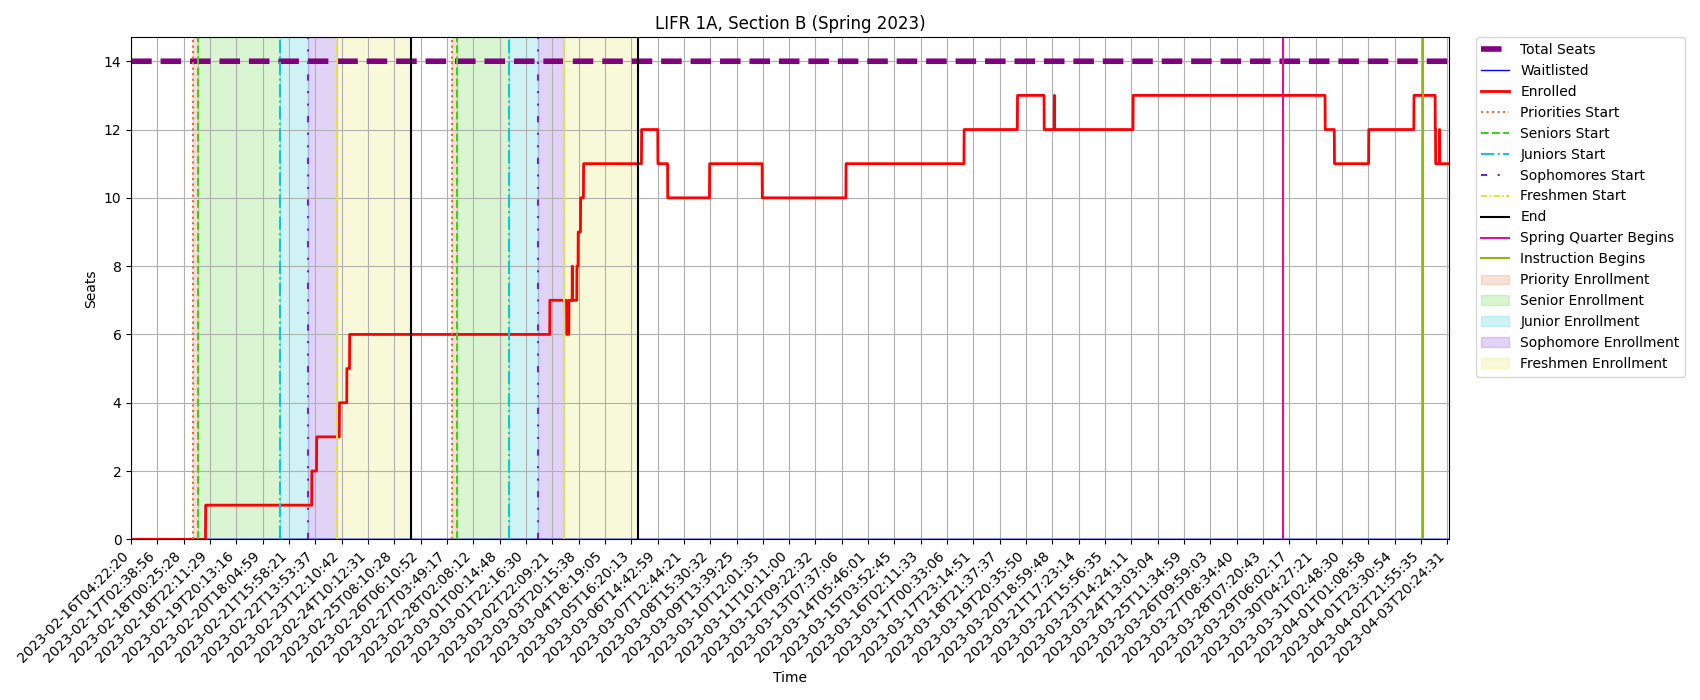 LIFR 1A, Section B (Spring 2023)
Seats
14
12
10
8
6
4
2
0
2023-02-16T04:22:20
2023-02-17T02:38:56
2023-02-18T00:25:28
2023-02-18T22:11:29
2023-02-19T20:13:16
2023-02-20T18:04:59
2023-02-21T15:58:21
2023-02-22T13:53:37
2023-02-23T12:10:42
2023-02-24T10:12:31
2023-02-25T08:10:28
2023-02-26T06:10:52
2023-02-27T03:49:17
2023-02-28T02:08:12
2023-03-01T00:14:48
2023-03-01T22:16:30
2023-03-02T22:09:21
2023-03-03T20:15:38
2023-03-04T18:19:05
2023-03-05T16:20:13
2023-03-06T14:42:59
2023-03-07T12:44:21
2023-03-08T15:30:32
2023-03-09T13:39:25
2023-03-10T12:01:35
2023-03-11T10:11:00
2023-03-12T09:22:32
2023-03-13T07:37:06
2023-03-14T05:46:01
2023-03-15T03:52:45
2023-03-16T02:11:33
2023-03-17T00:33:06
2023-03-17T23:14:51
2023-03-18T21:37:37
2023-03-19T20:35:50
2023-03-20T18:59:48
2023-03-21T17:23:14
2023-03-22T15:56:35
2023-03-23T14:24:11
2023-03-24T13:03:04
2023-03-25T11:34:59
2023-03-26T09:59:03
2023-03-27T08:34:40
2023-03-28T07:20:43
2023-03-29T06:02:17
2023-03-30T04:27:21
2023-03-31T02:48:30
2023-04-01T01:08:58
2023-04-01T23:30:54
2023-04-02T21:55:35
2023-04-03T20:24:31
Time
Total Seats
Waitlisted
Enrolled
Priorities Start
Seniors Start
Juniors Start
Sophomores Start
Freshmen Start
End
Spring Quarter Begins
Instruction Begins
Priority Enrollment
Senior Enrollment
Junior Enrollment
Sophomore Enrollment
Freshmen Enrollment